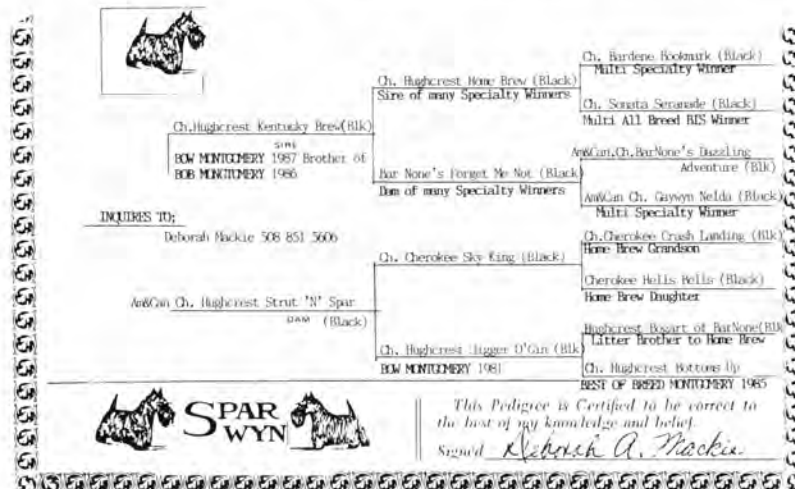 Ch. Bardene Bookmark (Black)
Multi Specialty Winner
Ch. Hughcrest Home Brew (Black)
Sire of many Specialty Winners
Ch. Sonata Seranade (Black)
Multi All Breed BIS Winner
Ch.Hughcrest Kentucky Brew(Blk)
SIRE
BOW MONTGOMERY 1987 Brother of
BOB MONGTOMERY 1986
Am&Can.Ch.BarNone's Dazzling
Adventure (Blk)
Bar None's Forget Me Not (Black)
Dam of many Specialty Winners
Am&Can Ch. Gaywyn Nelda (Black)
Multi Specialty Winner
INQUIRES TO;
Deborah Mackie 508 851 5606
Ch.Cherokee Crash Landing (Blk)
Home Brew Grandson
Ch. Cherokee Sky King (Black)
Cherokee Hells Bells (Black)
Home Brew Daughter
Am&Can Ch. Hughcrest Strut 'N' Spar
DAM (Black)
Hughcrest Bogart of BarNone(Blk
Litter Brother to Home Brew
Ch. Hughcrest O'Gin (Blk)
BOW MONTGOMERY 1981
Ch. Hughcrest Bottoms Up
BEST OF BREED MONTGOMERY 1985
SPAR
WYN
This Pedigree is Certified to be correct to
the best of my knowledge and belief.
Signed Deborah A. Mackie